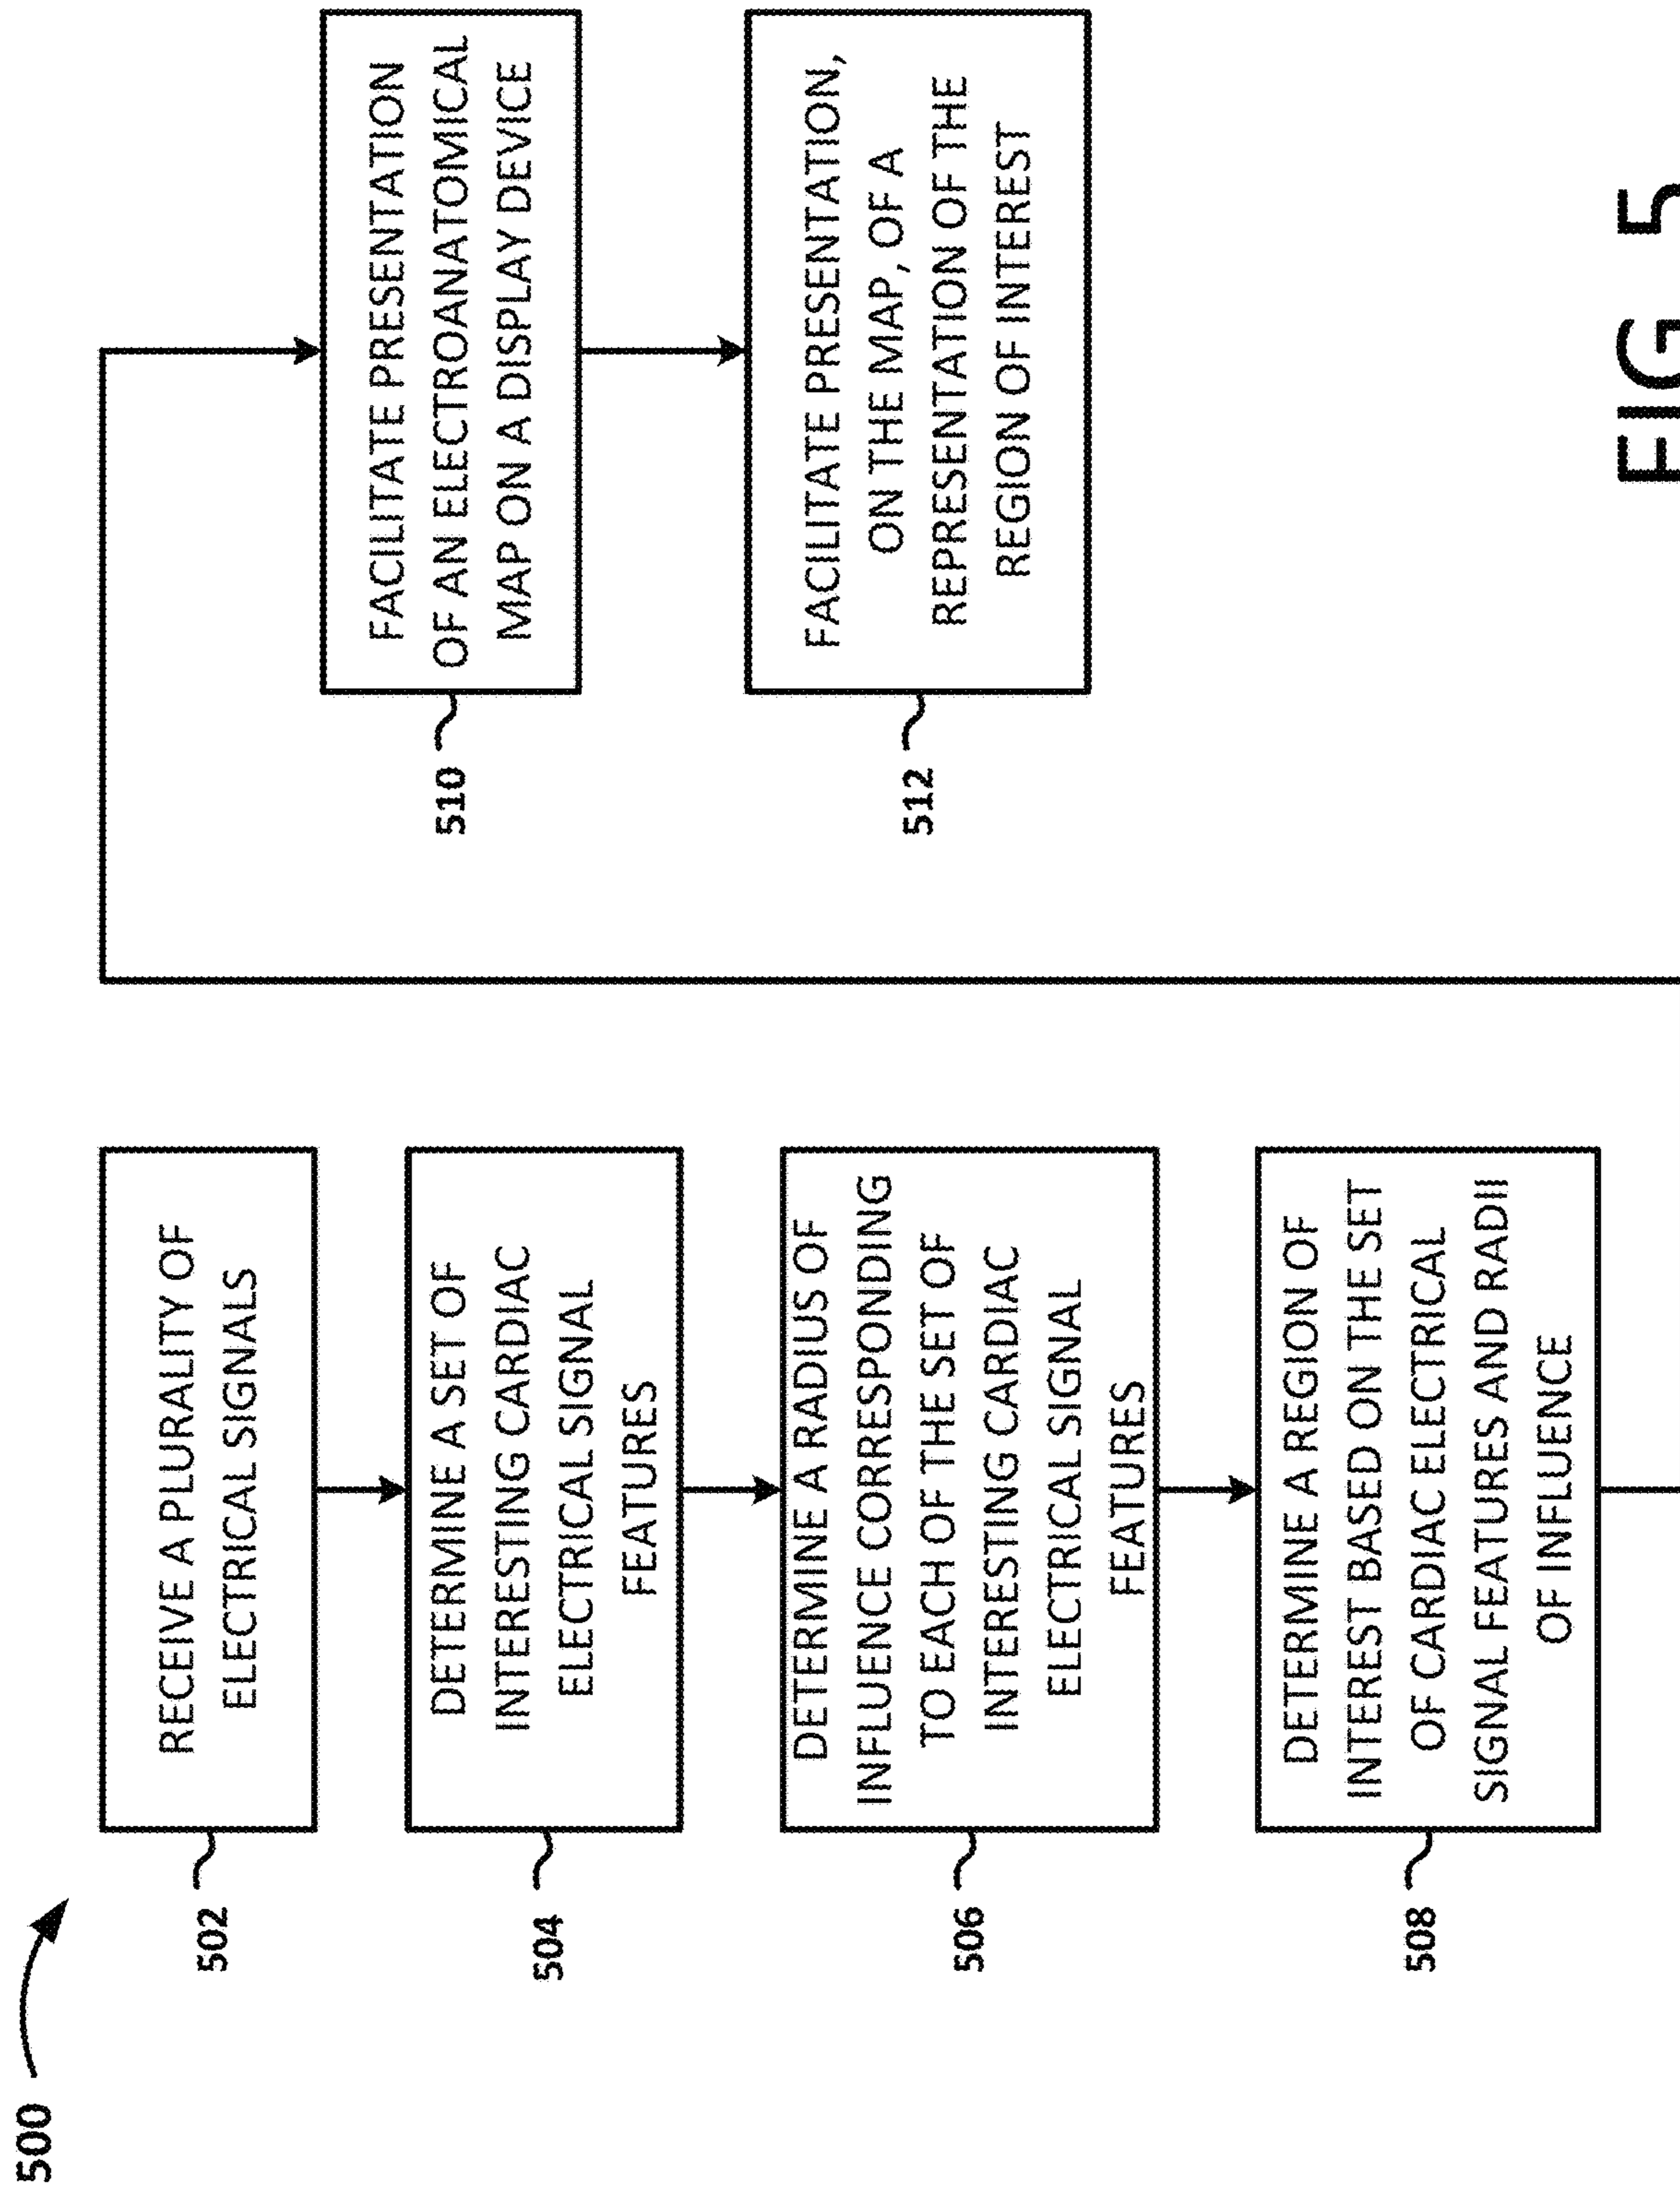 500
502
RECEIVE A PLURALITY OF
ELECTRICAL SIGNALS
504
DETERMINE A SET OF
INTERESTING CARDIAC
ELECTRICAL SIGNAL
FEATURES
506
DETERMINE A RADIUS OF
INFLUENCE CORRESPONDING
TO EACH OF THE SET OF
INTERESTING CARDIAC
ELECTRICAL SIGNAL
FEATURES
508
DETERMINE A REGION OF
INTEREST BASED ON THE SET
OF CARDIAC ELECTRICAL
SIGNAL FEATURES AND RADII
OF INFLUENCE
510
FACILITATE PRESENTATION
OF AN ELECTROANATOMICAL
MAP ON A DISPLAY DEVICE
512
FACILITATE PRESENTATION,
ON THE MAP, OF A
REPRESENTATION OF THE
REGION OF INTEREST
FIG 5